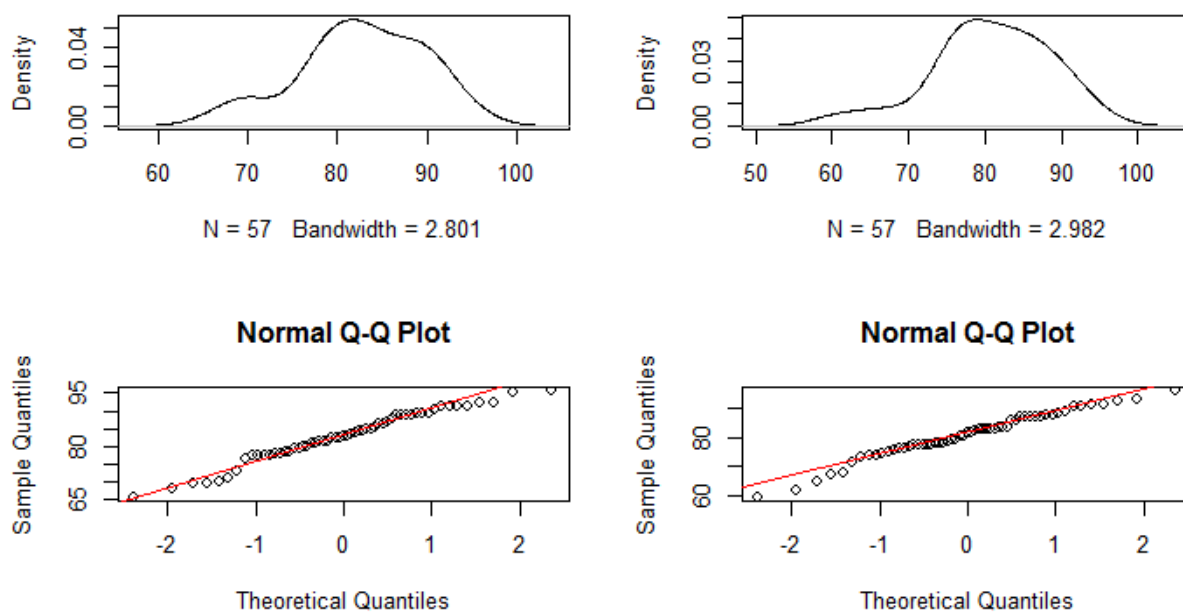 Density
0.04
0.00
60 70 80 90 100
N = 57 Bandwidth = 2.801
Density
0.03
0.00
50 60 70 80 90 100
N = 57 Bandwidth = 2.982
Normal Q-Q Plot
Sample Quantiles
95
80
65
-2 -1 0 1 2
Theoretical Quantiles
Normal Q-Q Plot
Sample Quantiles
80
60
-2 -1 0 1 2
Theoretical Quantiles